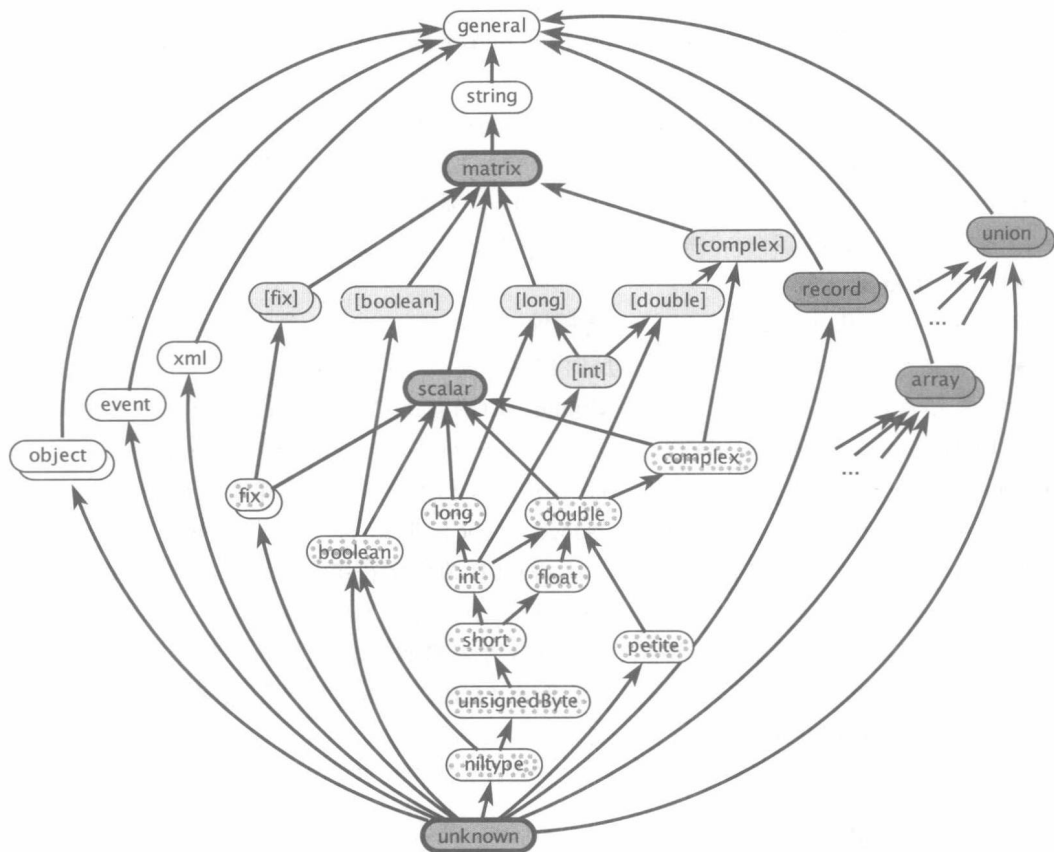 general
string
matrix
[complex]
union
[fix]
[boolean]
[long]
[double]
record
...
xml
scalar
[int]
array
event
object
complex
...
fix
long
double
boolean
int
float
short
petite
unsignedByte
niltype
unknown